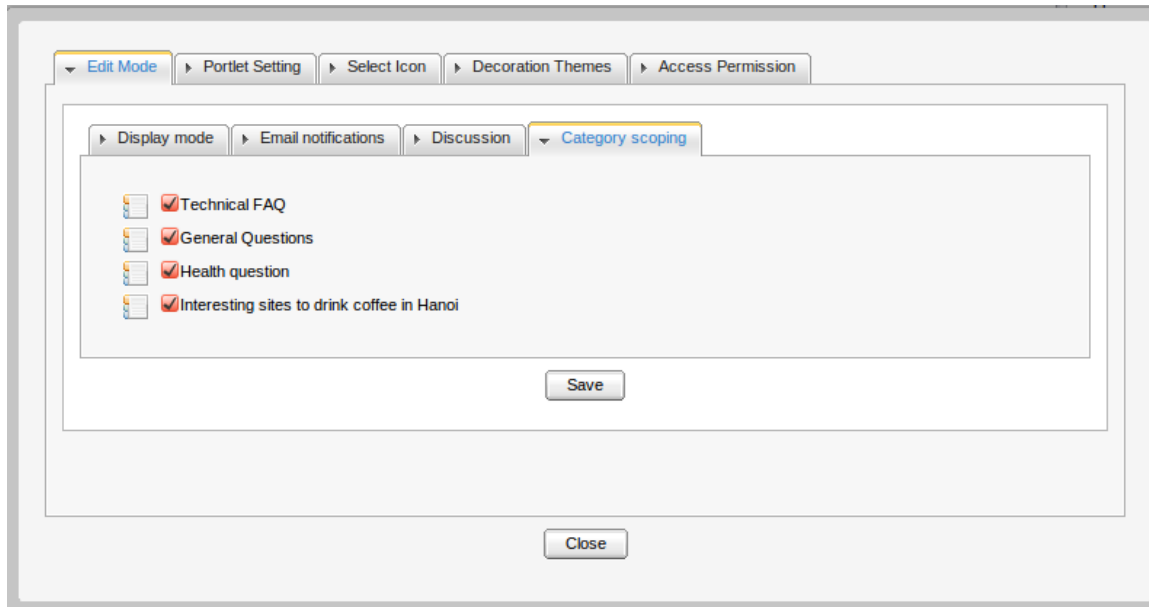 Edit Mode Portlet Setting Select Icon Decoration Themes Access Permission
Display mode Email notifications Discussion Category scoping
Technical FAQ
General Questions
Health question
Interesting sites to drink coffee in Hanoi
Save
Close